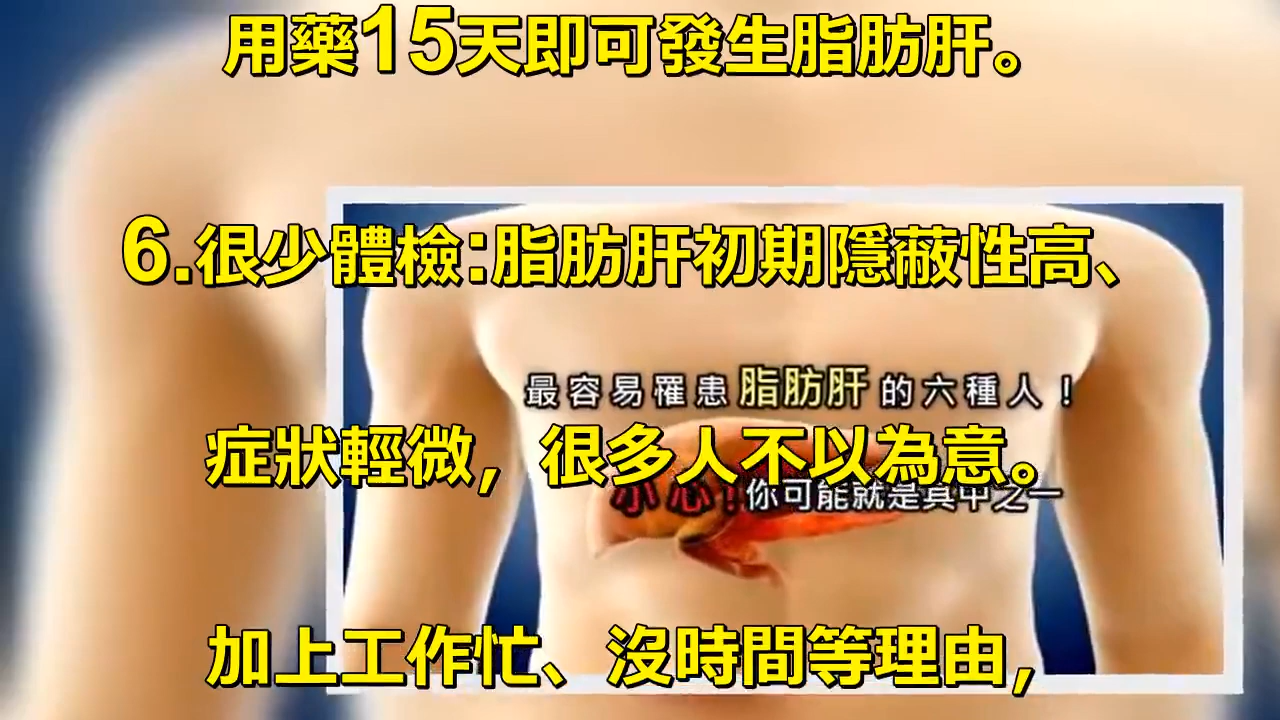 用藥15天即可發生脂肪肝。
6.很少體檢:脂肪肝初期隱蔽性高、
最容易罹患脂肪肝的六種人！
症狀輕微，很多人不以為意。
小心！你可能就是其中之一
加上工作忙、沒時間等理由，